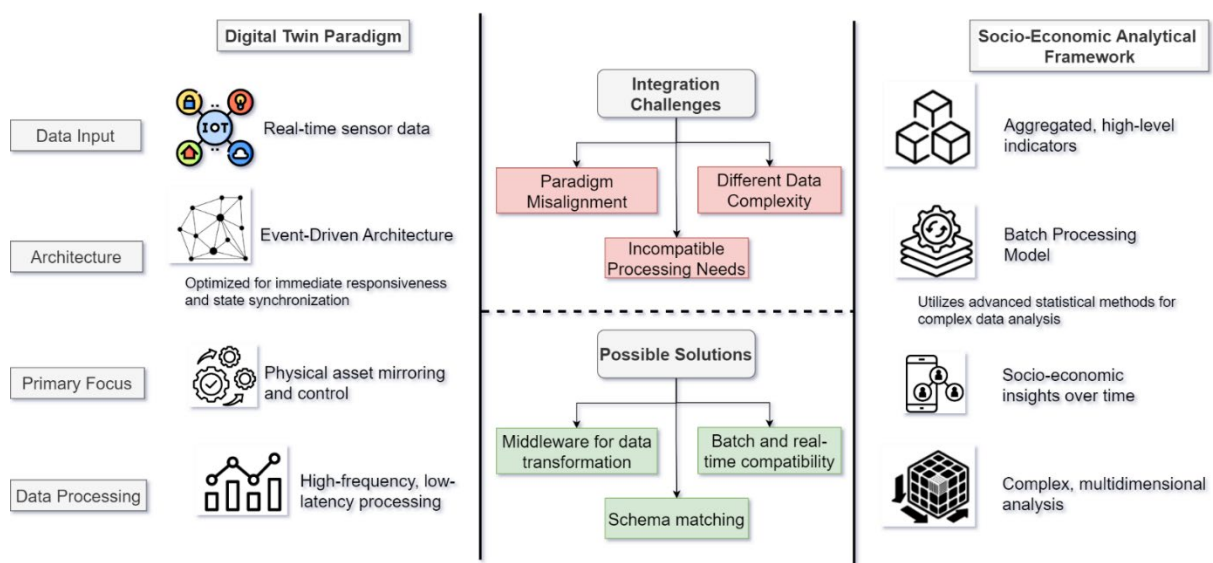 Digital Twin Paradigm
Data Input
IOT
Real-time sensor data
Architecture
Event-Driven Architecture
Optimized for immediate responsiveness
and state synchronization
Primary Focus
Physical asset mirroring
and control
Data Processing
High-frequency, low-
latency processing
Integration
Challenges
Paradigm
Misalignment
Different Data
Complexity
Incompatible
Processing Needs
Possible Solutions
Middleware for data
transformation
Batch and real-
time compatibility
Schema matching
Socio-Economic Analytical
Framework
Aggregated, high-level
indicators
Batch Processing
Model
Utilizes advanced statistical methods for
complex data analysis
Socio-economic
insights over time
Complex, multidimensional
analysis